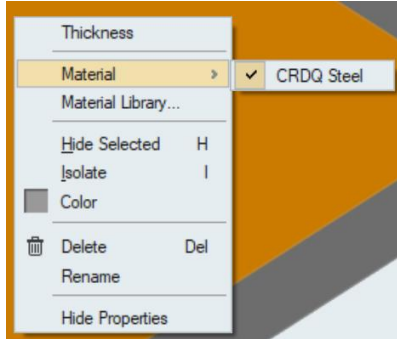 Thickness
Material
CRDQ Steel
Material Library...
Hide Selected H
Isolate I
Color
Delete Del
Rename
Hide Properties